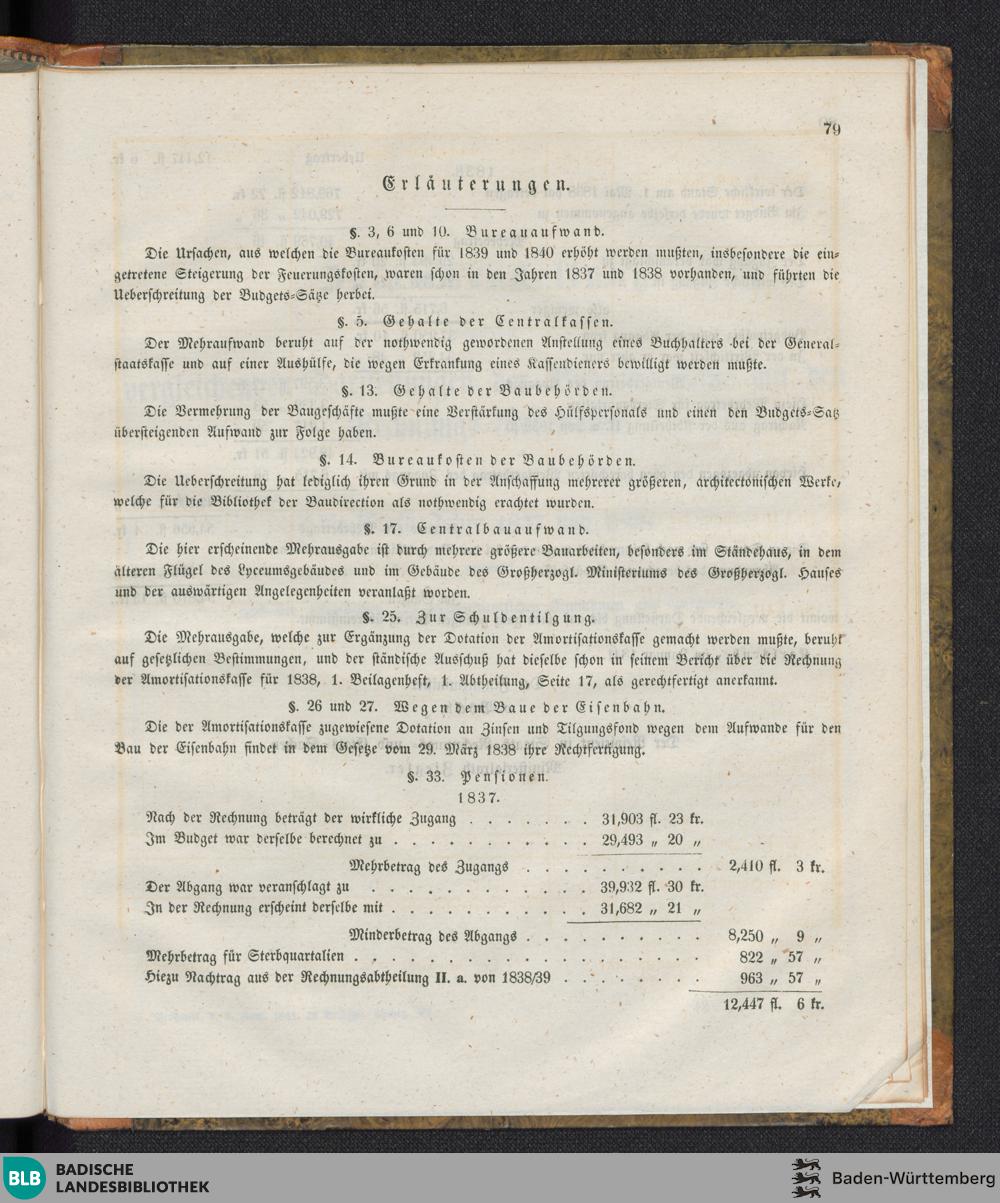 79
Erläuterungen.
§. 3, 6 und 10. Bureauaufwand.
Die Ursachen, aus welchen die Bureaukosten für 1839 und 1840 erhöht werden mußten, insbesondere die ein=
getretene Steigerung der Feuerungskosten, waren schon in den Jahren 1837 und 1838 vorhanden, und führten die
Ueberschreitung der Budgets=Sätze herbei.
§. 5. Gehalte der Centralkassen.
Der Mehraufwand beruht auf der nothwendig gewordenen Anstellung eines Buchhalters bei der General=
staatskasse und auf einer Aushülfe, die wegen Erkrankung eines Kassendieners bewilligt werden mußte.
§. 13. Gehalte der Baubehörden.
Die Vermehrung der Baugeschäfte mußte eine Verstärkung des Hülfspersonals und einen den Budgets=Satz
übersteigenden Aufwand zur Folge haben.
§. 14. Bureaukosten der Baubehörden.
Die Ueberschreitung hat lediglich ihren Grund in der Anschaffung mehrerer größeren, architectonischen Werke,
welche für die Bibliothek der Baudirection als nothwendig erachtet wurden.
§. 17. Centralbauaufwand.
Die hier erscheinende Mehrausgabe ist durch mehrere größere Bauarbeiten, besonders im Ständehaus, in dem
älteren Flügel des Lyceumsgebäudes und im Gebäude des Großherzogl. Ministeriums des Großherzogl. Hauses
und der auswärtigen Angelegenheiten veranlaßt worden.
§. 25. Zur Schuldentilgung.
Die Mehrausgabe, welche zur Ergänzung der Dotation der Amortisationskasse gemacht werden mußte, beruht
auf gesetzlichen Bestimmungen, und der ständische Ausschuß hat dieselbe schon in seinem Bericht über die Rechnung
der Amortisationskasse für 1838, 1. Beilagenheft, 1. Abtheilung, Seite 17, als gerechtfertigt anerkannt.
§. 26 und 27. Wegen dem Baue der Eisenbahn.
Die der Amortisationskasse zugewiesene Dotation an Zinsen und Tilgungsfond wegen dem Aufwande für den
Bau der Eisenbahn findet in dem Gesetze vom 29. März 1838 ihre Rechfertigung.
§. 33. Pensionen.
1837.
Nach der Rechnung beträgt der wirkliche Zugang . . . . . . . 31,903 fl. 23 kr.
Im Budget war derselbe berechnet zu . . . . . . . . . . . 29,493 „ 20 „
Mehrbetrag des Zugangs . . . . . . . . . . 2,410 fl. 3 kr.
Der Abgang war veranschlagt zu . . . . . . . . . . . . 39,932 fl. 30 kr.
In der Rechnung erscheint derselbe mit . . . . . . . . . . . 31,682 „ 21 „
Minderbetrag des Abgangs . . . . . . . . . . 8,250 „ 9 „
Mehrbetrag für Sterbquartalien . . . . . . . . . . . . . . . . . . . 822 „ 57 „
Hiezu Nachtrag aus der Rechnungsabtheilung II. a. von 1838/39 . . . . . . . . 963 „ 57 „
12,447 fl. 6 kr.
BLB BADISCHE
LANDESBIBLIOTHEK
Baden-Württemberg